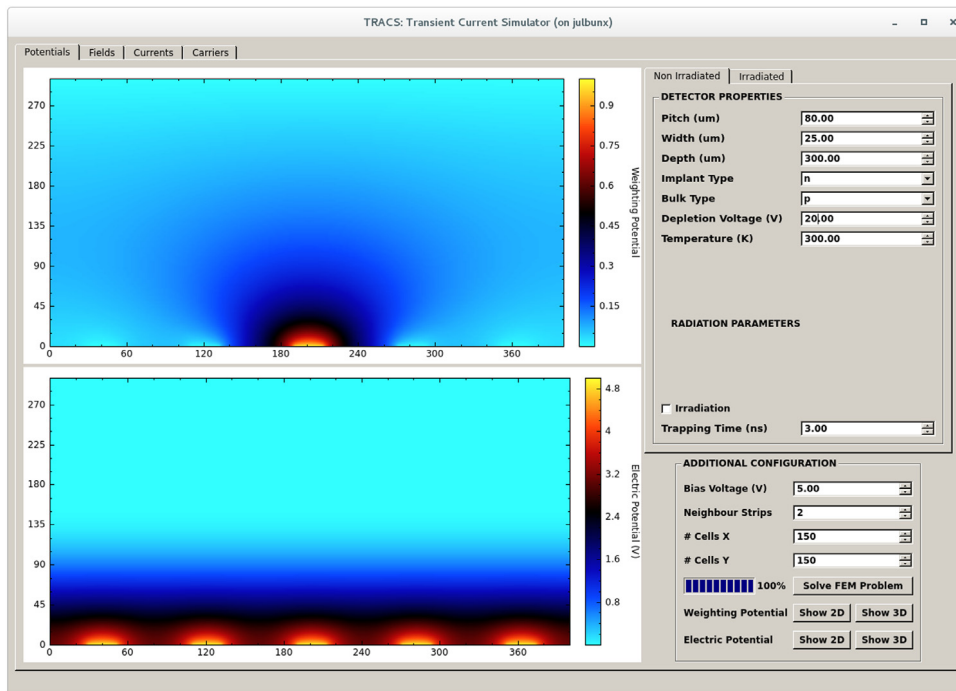 TRACS: Transient Current Simulator (on julbunx)
Potentials Fields Currents Carriers
270
225
180
135
90
45
0
0 60 120 180 240 300 360
0.9
0.75
0.6
0.45
0.3
0.15
Weighting Potential
270
225
180
135
90
45
0
0 60 120 180 240 300 360
4.8
4
3.2
2.4
1.6
0.8
Electric Potential (V)
Non Irradiated Irradiated
DETECTOR PROPERTIES
Pitch (um) 80.00
Width (um) 25.00
Depth (um) 300.00
Implant Type n
Bulk Type p
Depletion Voltage (V) 20.00
Temperature (K) 300.00
RADIATION PARAMETERS
Irradiation
Trapping Time (ns) 3.00
ADDITIONAL CONFIGURATION
Bias Voltage (V) 5.00
Neighbour Strips 2
# Cells X 150
# Cells Y 150
100% Solve FEM Problem
Weighting Potential Show 2D Show 3D
Electric Potential Show 2D Show 3D